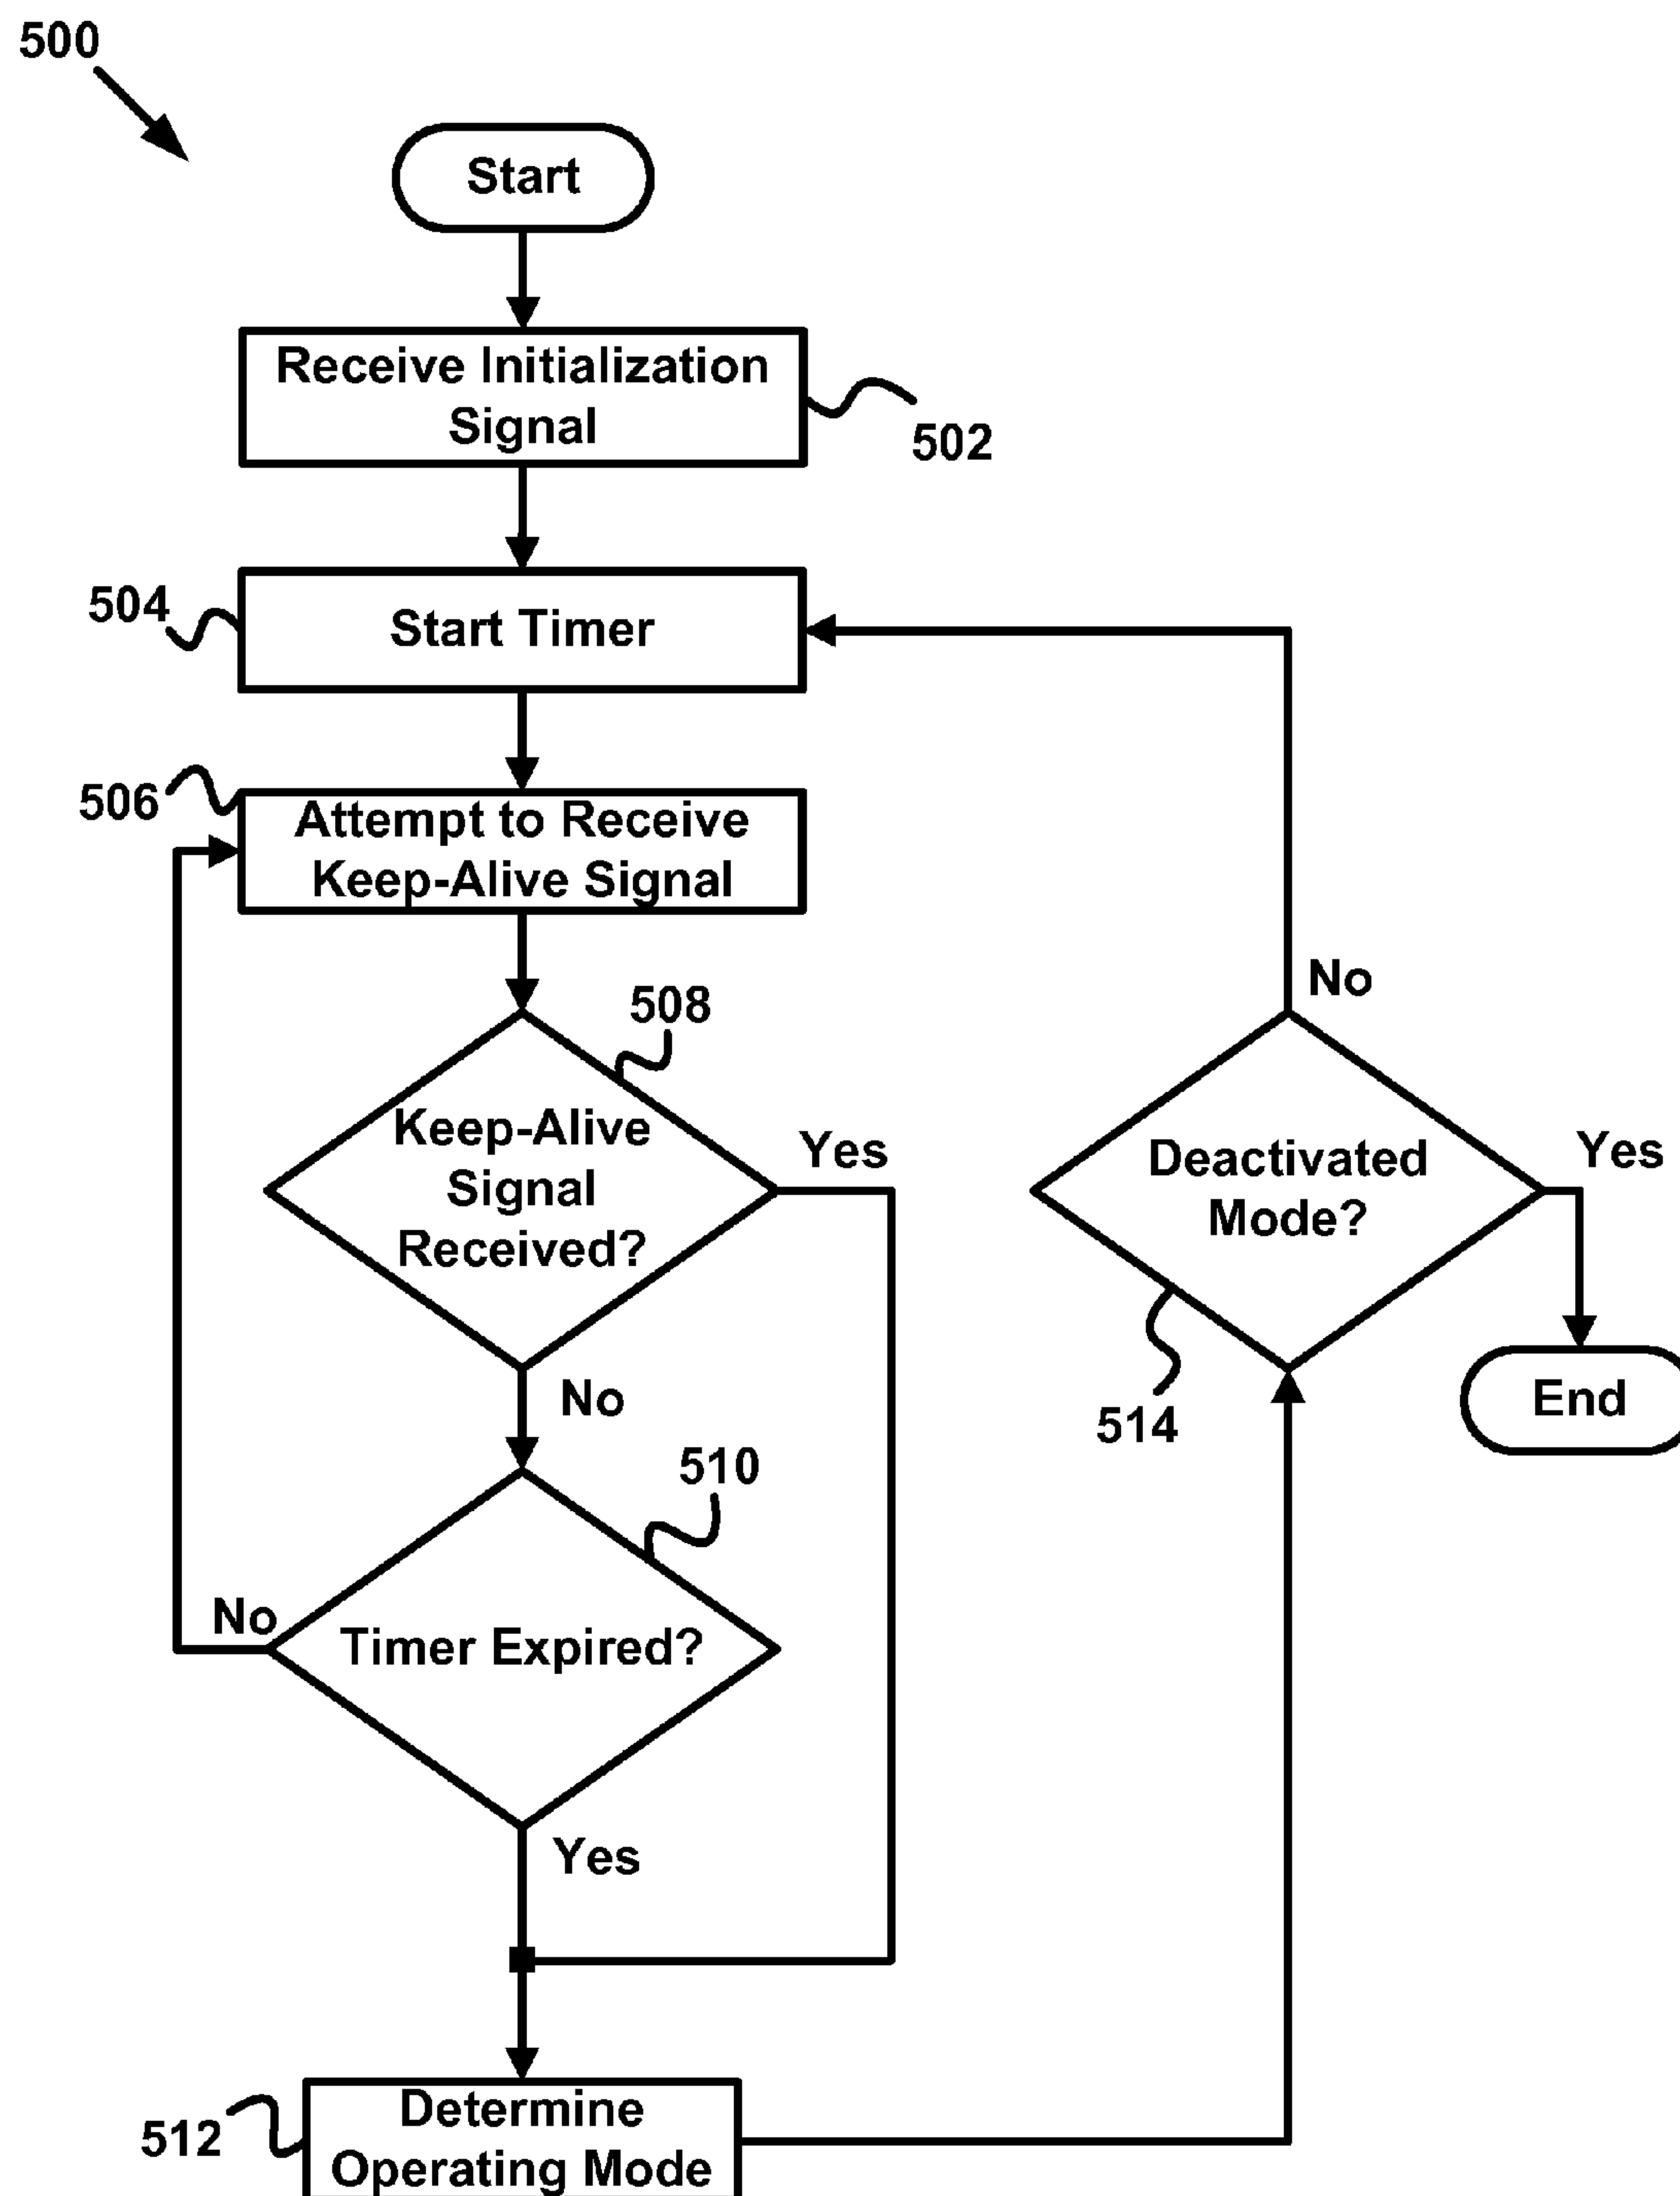 500
Start
Receive Initialization
Signal
502
504
Start Timer
506
Attempt to Receive
Keep-Alive Signal
508
Keep-Alive
Signal
Received?
Yes
No
510
Timer Expired?
No
Yes
512
Determine
Operating Mode
No
Deactivated
Mode?
Yes
514
End